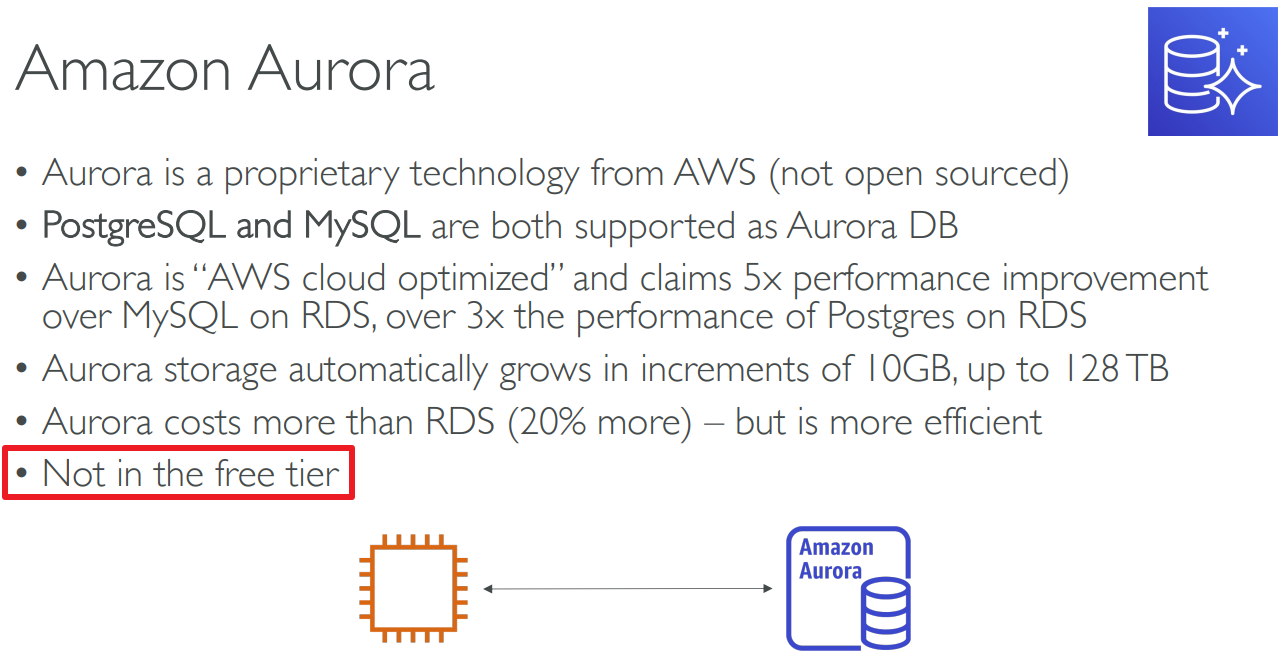 Amazon Aurora
• Aurora is a proprietary technology from AWS (not open sourced)
• PostgreSQL and MySQL are both supported as Aurora DB
• Aurora is “AWS cloud optimized” and claims 5x performance improvement
over MySQL on RDS, over 3x the performance of Postgres on RDS
• Aurora storage automatically grows in increments of 10GB, up to 128 TB
• Aurora costs more than RDS (20% more) – but is more efficient
• Not in the free tier
Amazon
Aurora